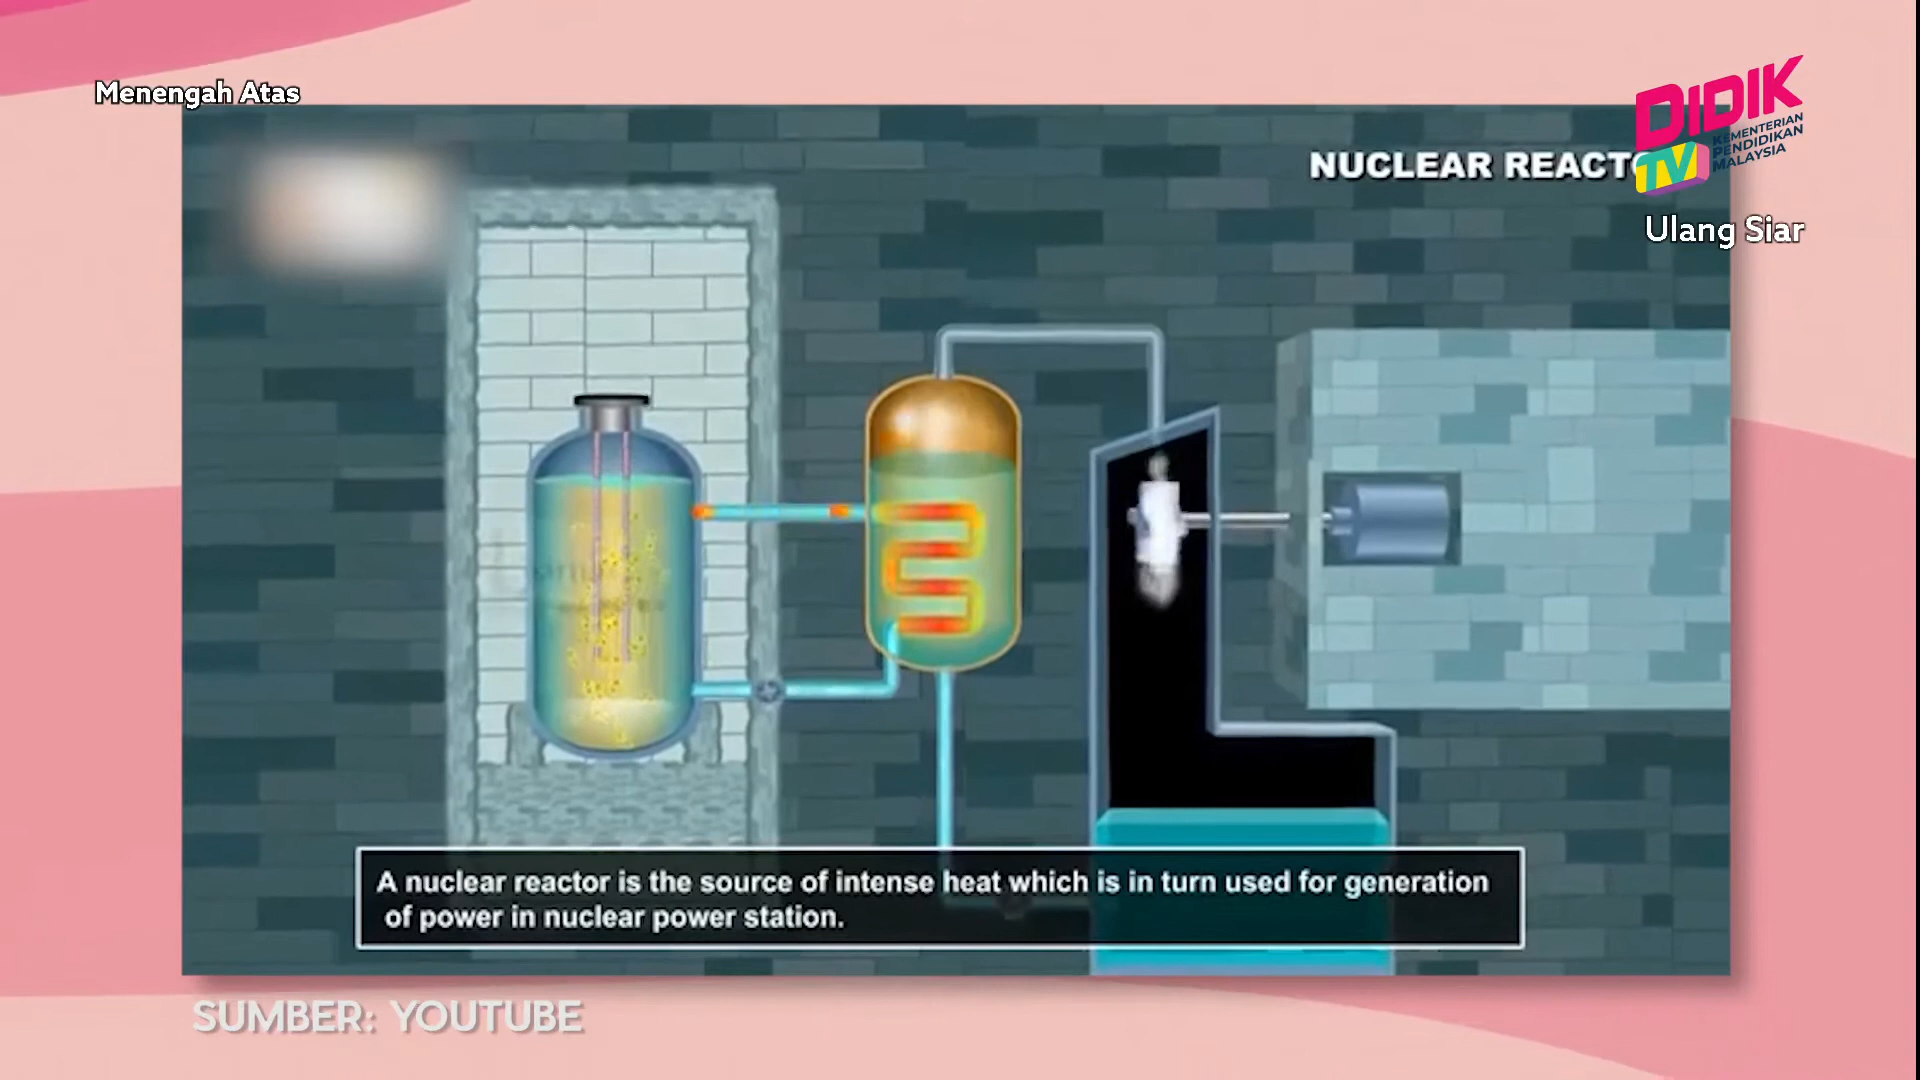 Menengah Atas
DIDIK
TV
KEMENTERIAN
PENDIDIKAN
MALAYSIA
NUCLEAR REACTO
Ulang Siar
A nuclear reactor is the source of intense heat which is in turn used for generation
of power in nuclear power station.
SUMBER: YOUTUBE